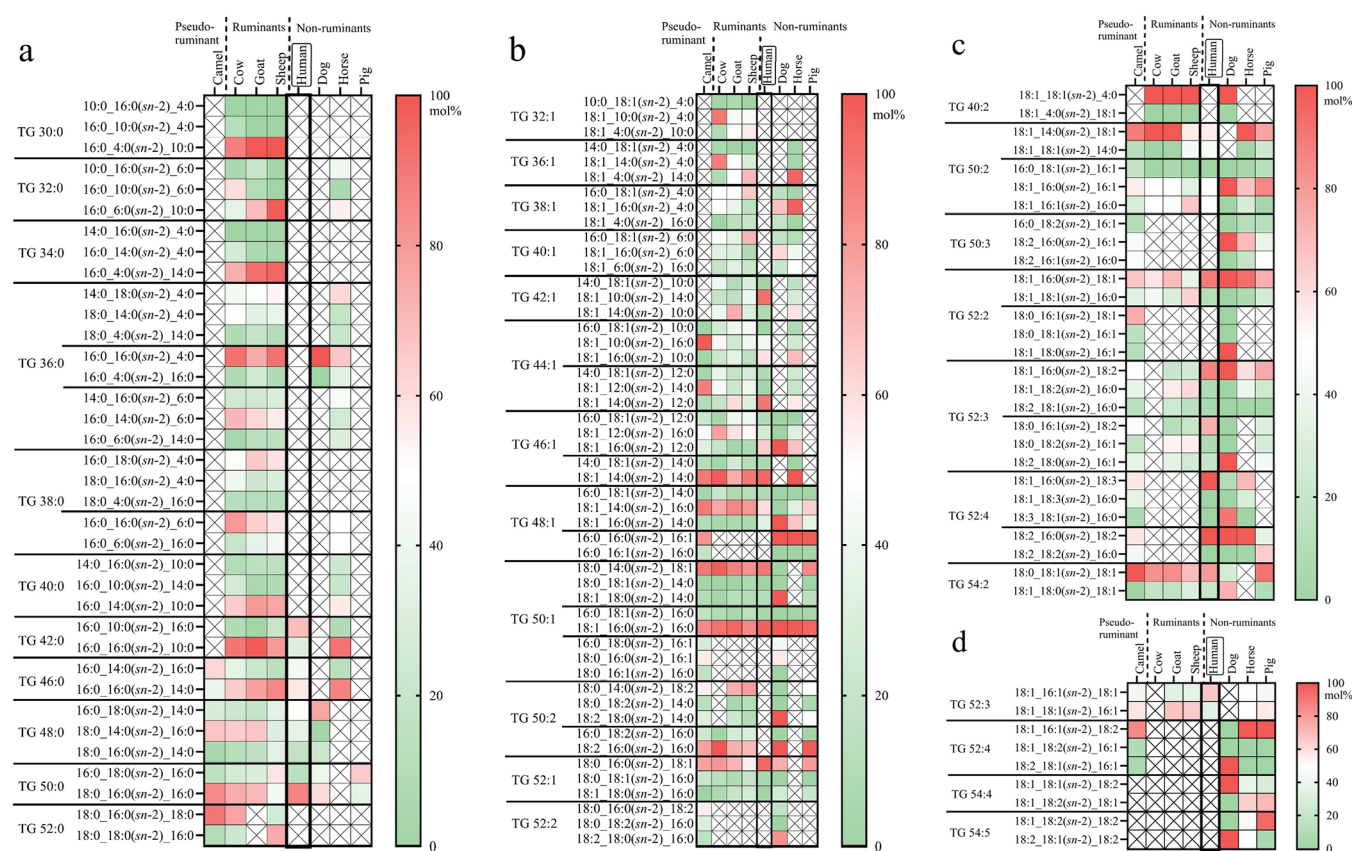 a
Pseudo-
ruminant
Ruminants
Non-ruminants
Camel
Cow
Goat
Sheep
Human
Dog
Horse
Pig
TG 30:0
10:0_16:0(sn-2)_4:0
16:0_10:0(sn-2)_4:0
16:0_4:0(sn-2)_10:0
TG 32:0
10:0_16:0(sn-2)_6:0
16:0_10:0(sn-2)_6:0
16:0_6:0(sn-2)_10:0
TG 34:0
14:0_16:0(sn-2)_4:0
16:0_14:0(sn-2)_4:0
16:0_4:0(sn-2)_14:0
TG 36:0
14:0_18:0(sn-2)_4:0
18:0_14:0(sn-2)_4:0
18:0_4:0(sn-2)_14:0
16:0_16:0(sn-2)_4:0
16:0_4:0(sn-2)_16:0
14:0_16:0(sn-2)_6:0
16:0_14:0(sn-2)_6:0
16:0_6:0(sn-2)_14:0
TG 38:0
16:0_18:0(sn-2)_4:0
18:0_16:0(sn-2)_4:0
18:0_4:0(sn-2)_16:0
16:0_16:0(sn-2)_6:0
16:0_6:0(sn-2)_16:0
TG 40:0
14:0_16:0(sn-2)_10:0
16:0_10:0(sn-2)_14:0
16:0_14:0(sn-2)_10:0
TG 42:0
16:0_10:0(sn-2)_16:0
16:0_16:0(sn-2)_10:0
TG 46:0
16:0_14:0(sn-2)_16:0
16:0_16:0(sn-2)_14:0
TG 48:0
16:0_18:0(sn-2)_14:0
18:0_14:0(sn-2)_16:0
18:0_16:0(sn-2)_14:0
TG 50:0
16:0_18:0(sn-2)_16:0
18:0_16:0(sn-2)_16:0
TG 52:0
18:0_16:0(sn-2)_18:0
18:0_18:0(sn-2)_16:0
100
mol%
80
60
40
20
0
b
Pseudo-
ruminant
Ruminants
Non-ruminants
Camel
Cow
Goat
Sheep
Human
Dog
Horse
Pig
TG 32:1
10:0_18:1(sn-2)_4:0
18:1_10:0(sn-2)_4:0
18:1_4:0(sn-2)_10:0
TG 36:1
14:0_18:1(sn-2)_4:0
18:1_14:0(sn-2)_4:0
18:1_4:0(sn-2)_14:0
TG 38:1
16:0_18:1(sn-2)_4:0
18:1_16:0(sn-2)_4:0
18:1_4:0(sn-2)_16:0
TG 40:1
16:0_18:1(sn-2)_6:0
18:1_16:0(sn-2)_6:0
18:1_6:0(sn-2)_16:0
TG 42:1
14:0_18:1(sn-2)_10:0
18:1_10:0(sn-2)_14:0
18:1_14:0(sn-2)_10:0
TG 44:1
16:0_18:1(sn-2)_10:0
18:1_10:0(sn-2)_16:0
18:1_16:0(sn-2)_10:0
14:0_18:1(sn-2)_12:0
18:1_12:0(sn-2)_14:0
18:1_14:0(sn-2)_12:0
TG 46:1
16:0_18:1(sn-2)_12:0
18:1_12:0(sn-2)_16:0
18:1_16:0(sn-2)_12:0
14:0_18:1(sn-2)_14:0
18:1_14:0(sn-2)_14:0
TG 48:1
16:0_18:1(sn-2)_14:0
18:1_14:0(sn-2)_16:0
18:1_16:0(sn-2)_14:0
16:0_16:0(sn-2)_16:1
16:0_16:1(sn-2)_16:0
TG 50:1
18:0_14:0(sn-2)_18:1
18:0_18:1(sn-2)_14:0
18:1_18:0(sn-2)_14:0
16:0_18:1(sn-2)_16:0
18:1_16:0(sn-2)_16:0
16:0_18:0(sn-2)_16:1
18:0_16:0(sn-2)_16:1
18:0_16:1(sn-2)_16:0
TG 50:2
18:0_14:0(sn-2)_18:2
18:0_18:2(sn-2)_14:0
18:2_18:0(sn-2)_14:0
16:0_18:2(sn-2)_16:0
18:2_16:0(sn-2)_16:0
TG 52:1
18:0_16:0(sn-2)_18:1
18:0_18:1(sn-2)_16:0
18:1_18:0(sn-2)_16:0
TG 52:2
18:0_16:0(sn-2)_18:2
18:0_18:2(sn-2)_16:0
18:2_18:0(sn-2)_16:0
100
mol%
80
60
40
20
0
c
Pseudo-
ruminant
Ruminants
Non-ruminants
Camel
Cow
Goat
Sheep
Human
Dog
Horse
Pig
TG 40:2
18:1_18:1(sn-2)_4:0
18:1_4:0(sn-2)_18:1
18:1_14:0(sn-2)_18:1
18:1_18:1(sn-2)_14:0
TG 50:2
16:0_18:1(sn-2)_16:1
18:1_16:0(sn-2)_16:1
18:1_16:1(sn-2)_16:0
TG 50:3
16:0_18:2(sn-2)_16:1
18:2_16:0(sn-2)_16:1
18:2_16:1(sn-2)_16:0
TG 52:2
18:1_16:0(sn-2)_18:1
18:1_18:1(sn-2)_16:0
18:0_16:1(sn-2)_18:1
18:0_18:1(sn-2)_16:1
18:1_18:0(sn-2)_16:1
TG 52:3
18:1_16:0(sn-2)_18:2
18:1_18:2(sn-2)_16:0
18:2_18:1(sn-2)_16:0
18:0_16:1(sn-2)_18:2
18:0_18:2(sn-2)_16:1
18:2_18:0(sn-2)_16:1
TG 52:4
18:1_16:0(sn-2)_18:3
18:1_18:3(sn-2)_16:0
18:3_18:1(sn-2)_16:0
18:2_16:0(sn-2)_18:2
18:2_18:2(sn-2)_16:0
TG 54:2
18:0_18:1(sn-2)_18:1
18:1_18:0(sn-2)_18:1
100
mol%
80
60
40
20
0
d
Pseudo-
ruminant
Ruminants
Non-ruminants
Camel
Cow
Goat
Sheep
Human
Dog
Horse
Pig
TG 52:3
18:1_16:1(sn-2)_18:1
18:1_18:1(sn-2)_16:1
TG 52:4
18:1_16:1(sn-2)_18:2
18:1_18:2(sn-2)_16:1
18:2_18:1(sn-2)_16:1
TG 54:4
18:1_18:1(sn-2)_18:2
18:1_18:2(sn-2)_18:1
TG 54:5
18:1_18:2(sn-2)_18:2
18:2_18:1(sn-2)_18:2
100
mol%
80
60
40
20
0